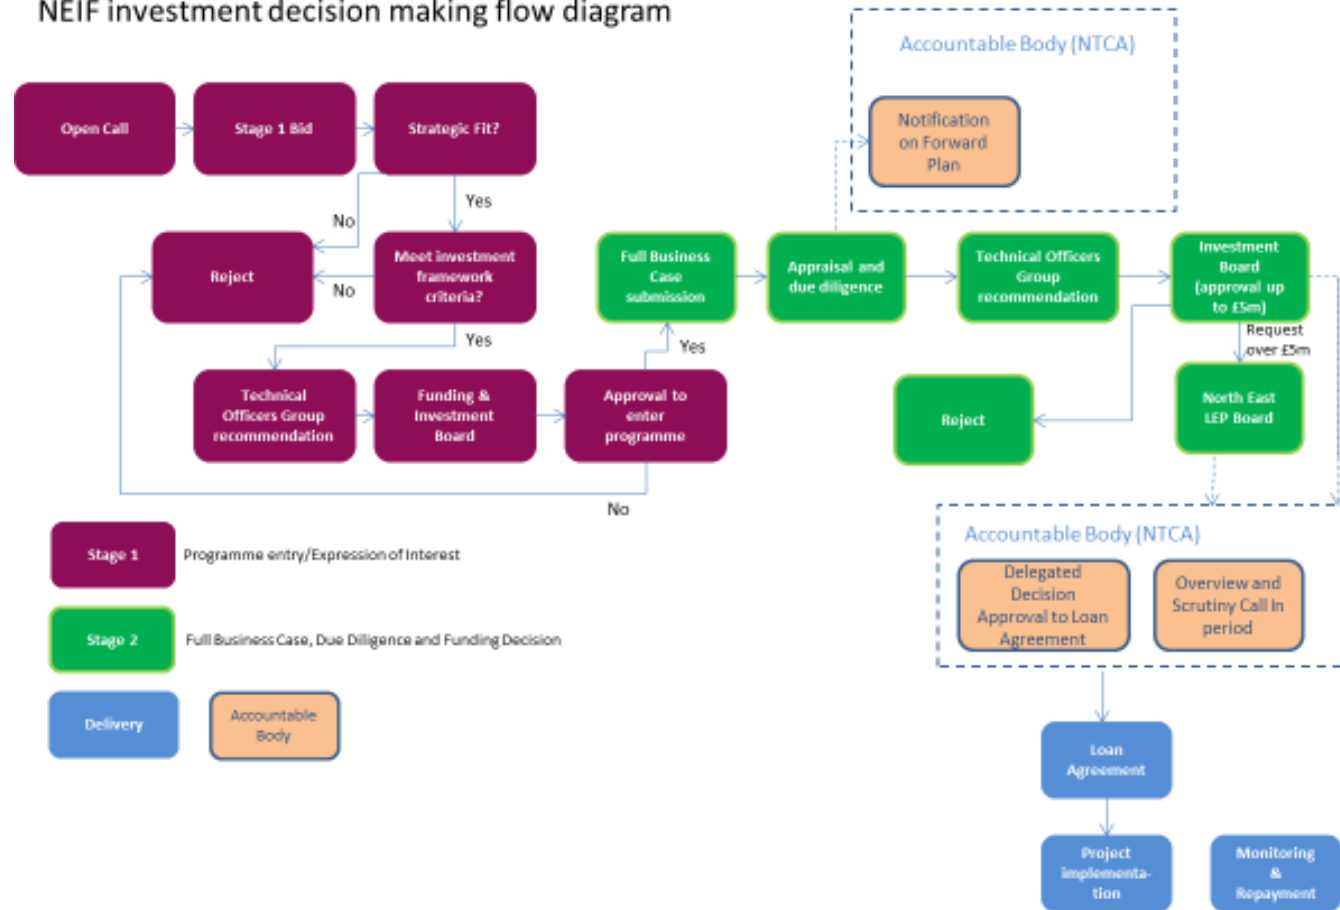 NEIF investment decision making flow diagram
Accountable Body (NTCA)
Notification
on Forward
Plan
Open Call
Stage 1 Bid
Strategic Fit?
No
Yes
Reject
Meet investment
framework
criteria?
No
Yes
Full Business
Case
submission
Appraisal and
due diligence
Technical Officers
Group
recommendation
Investment
Board
(approval up
to £5m)
Request
over £5m
Technical
Officers Group
recommendation
Funding &
Investment
Board
Approval to
enter
programme
Yes
No
Reject
North East
LEP Board
Accountable Body (NTCA)
Delegated
Decision
Approval to Loan
Agreement
Overview and
Scrutiny Call In
period
Stage 1
Programme entry/Expression of Interest
Stage 2
Full Business Case, Due Diligence and Funding Decision
Delivery
Accountable
Body
Loan
Agreement
Project
implementa-
tion
Monitoring
&
Repayment